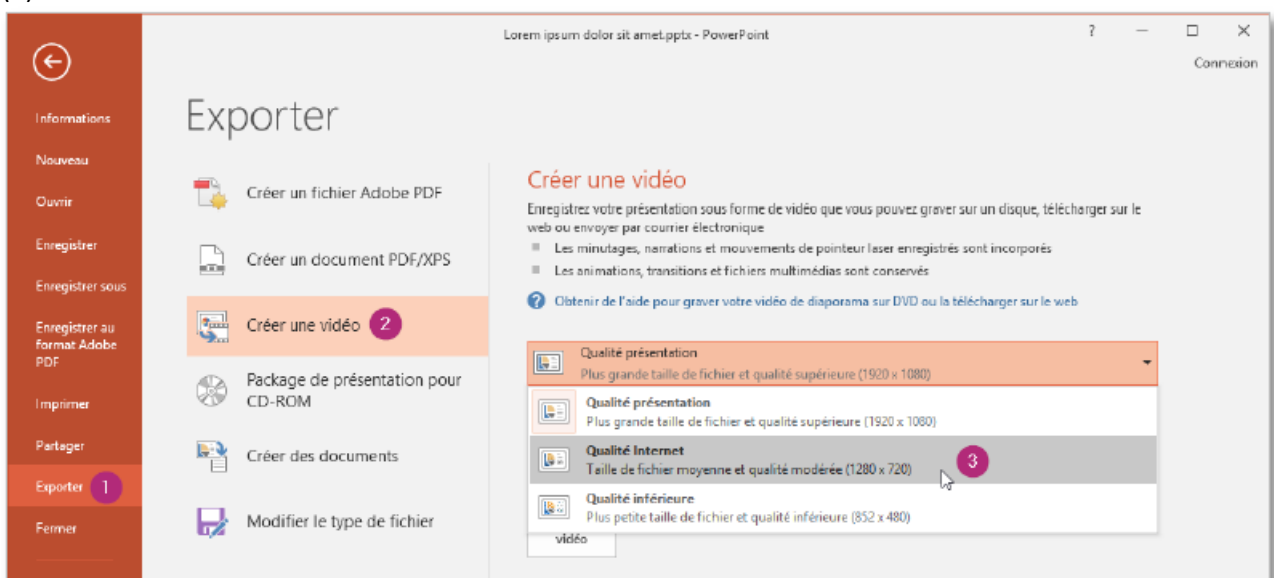 Lorem ipsum dolor sit amet.pptx - PowerPoint
?
Connexion
Informations
Nouveau
Ouvrir
Enregistrer
Enregistrer sous
Enregistrer au
format Adobe
PDF
Imprimer
Partager
Exporter 1
Fermer
Exporter
Créer un fichier Adobe PDF
Créer un document PDF/XPS
Créer une vidéo 2
Package de présentation pour
CD-ROM
Créer des documents
Modifier le type de fichier
Créer une vidéo
Enregistrez votre présentation sous forme de vidéo que vous pouvez graver sur un disque, télécharger sur le
web ou envoyer par courrier électronique
Les minutages, narrations et mouvements de pointeur laser enregistrés sont incorporés
Les animations, transitions et fichiers multimédias sont conservés
Obtenir de l'aide pour graver votre vidéo de diaporama sur DVD ou la télécharger sur le web
Qualité présentation
Plus grande taille de fichier et qualité supérieure (1920 x 1080)
Qualité présentation
Plus grande taille de fichier et qualité supérieure (1920 x 1080)
Qualité Internet
Taille de fichier moyenne et qualité modérée (1280 x 720) 3
Qualité inférieure
Plus petite taille de fichier et qualité inférieure (852 x 480)
vidéo